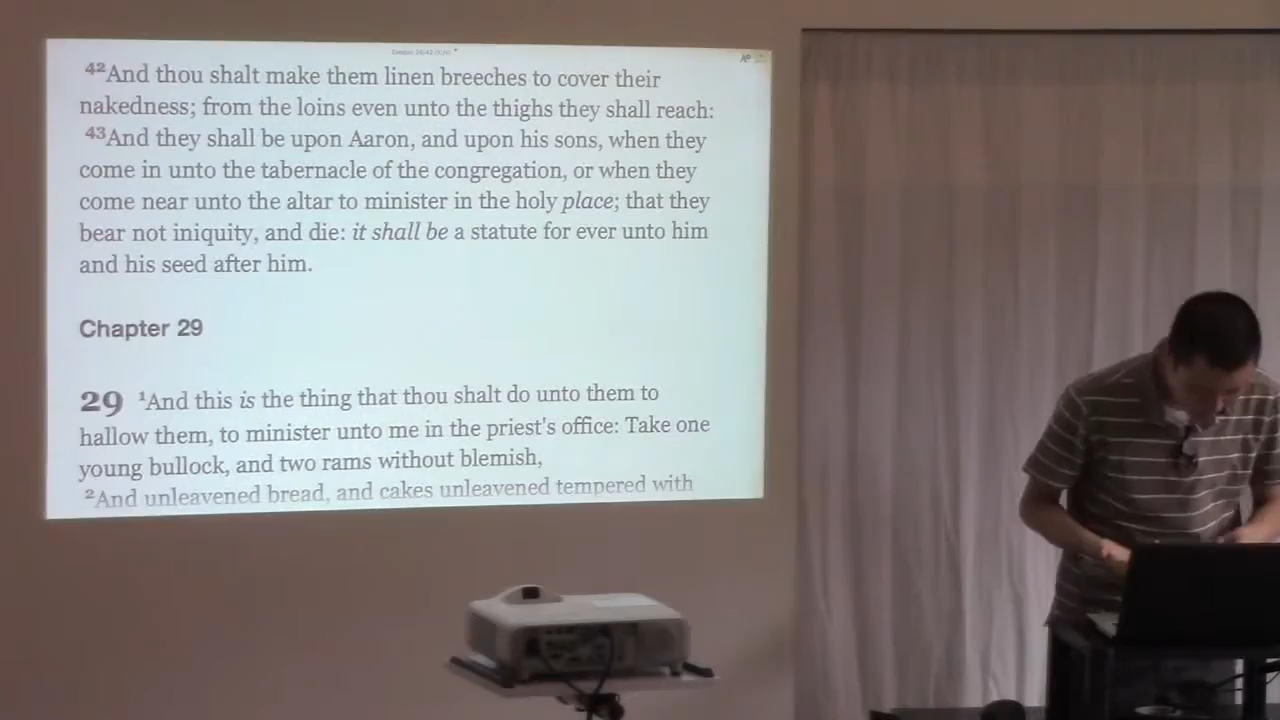 42And thou shalt make them linen breeches to cover their
nakedness; from the loins even unto the thighs they shall reach:
43And they shall be upon Aaron, and upon his sons, when they
come in unto the tabernacle of the congregation, or when they
come near unto the altar to minister in the holy place; that they
bear not iniquity, and die: it shall be a statute for ever unto him
and his seed after him.
Chapter 29
29 1And this is the thing that thou shalt do unto them to
hallow them, to minister unto me in the priest's office: Take one
young bullock, and two rams without blemish,
2And unleavened bread, and cakes unleavened tempered with